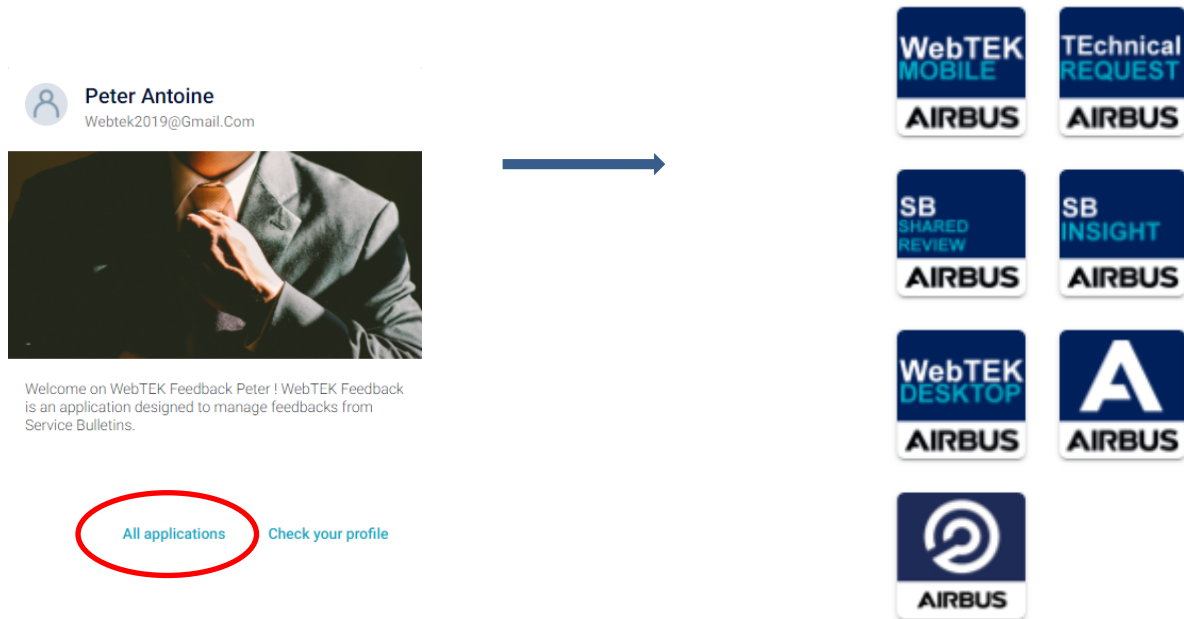 Peter Antoine
Webtek2019@Gmail.Com
Welcome on WebTEK Feedback Peter ! WebTEK Feedback
is an application designed to manage feedbacks from
Service Bulletins.
All applications
Check your profile
WebTEK
MOBILE
AIRBUS
TEchnical
REQUEST
AIRBUS
SB
SHARED
REVIEW
AIRBUS
SB
INSIGHT
AIRBUS
WebTEK
DESKTOP
AIRBUS
AIRBUS
AIRBUS